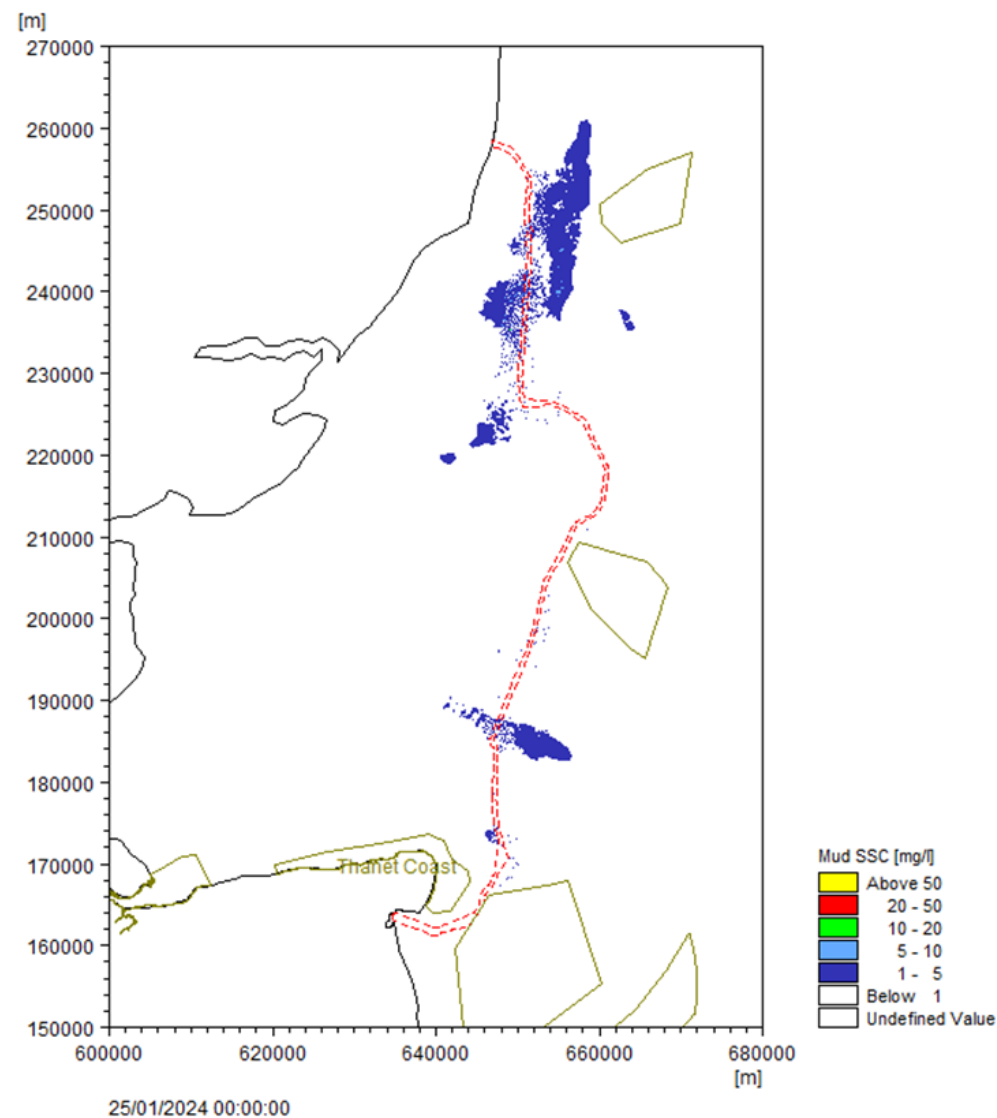 [m]
270000
260000
250000
240000
230000
220000
210000
200000
190000
180000
170000
160000
150000
Thanet Coast
600000 620000 640000 660000 680000
[m]
25/01/2024 00:00:00
Mud SSC [mg/l]
Above 50
20 - 50
10 - 20
5 - 10
1 - 5
Below 1
Undefined Value